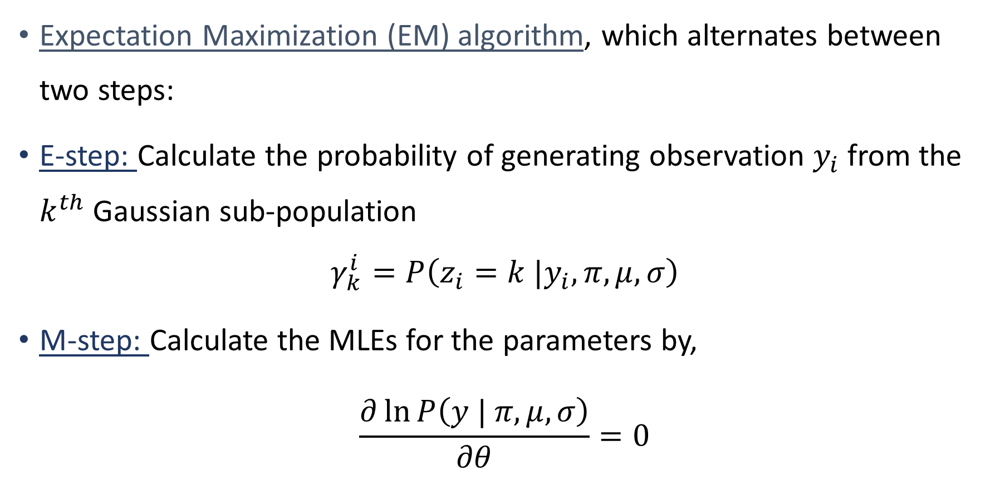 • Expectation Maximization (EM) algorithm, which alternates between
two steps:
• E-step: Calculate the probability of generating observation $y_i$ from the
$k^{th}$ Gaussian sub-population
$\gamma_k^i = P(z_i = k \mid y_i, \pi, \mu, \sigma)$
• M-step: Calculate the MLEs for the parameters by,
$\frac{\partial \ln P(y \mid \pi, \mu, \sigma)}{\partial \theta} = 0$